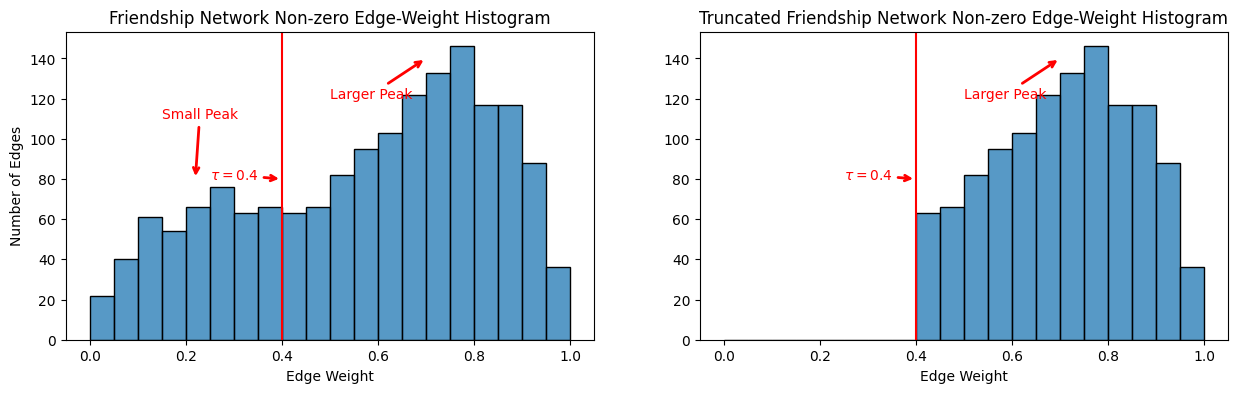 Friendship Network Non-zero Edge-Weight Histogram
140
120
100
80
60
40
20
0
Number of Edges
Small Peak
Larger Peak
τ = 0.4
0.0 0.2 0.4 0.6 0.8 1.0
Edge Weight
Truncated Friendship Network Non-zero Edge-Weight Histogram
140
120
100
80
60
40
20
0
Larger Peak
τ = 0.4
0.0 0.2 0.4 0.6 0.8 1.0
Edge Weight